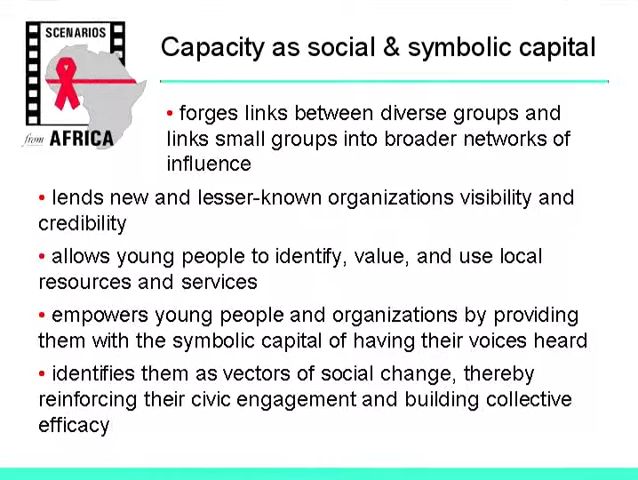 SCENARIOS
from AFRICA
Capacity as social & symbolic capital
• forges links between diverse groups and
links small groups into broader networks of
influence
• lends new and lesser-known organizations visibility and
credibility
• allows young people to identify, value, and use local
resources and services
• empowers young people and organizations by providing
them with the symbolic capital of having their voices heard
• identifies them as vectors of social change, thereby
reinforcing their civic engagement and building collective
efficacy